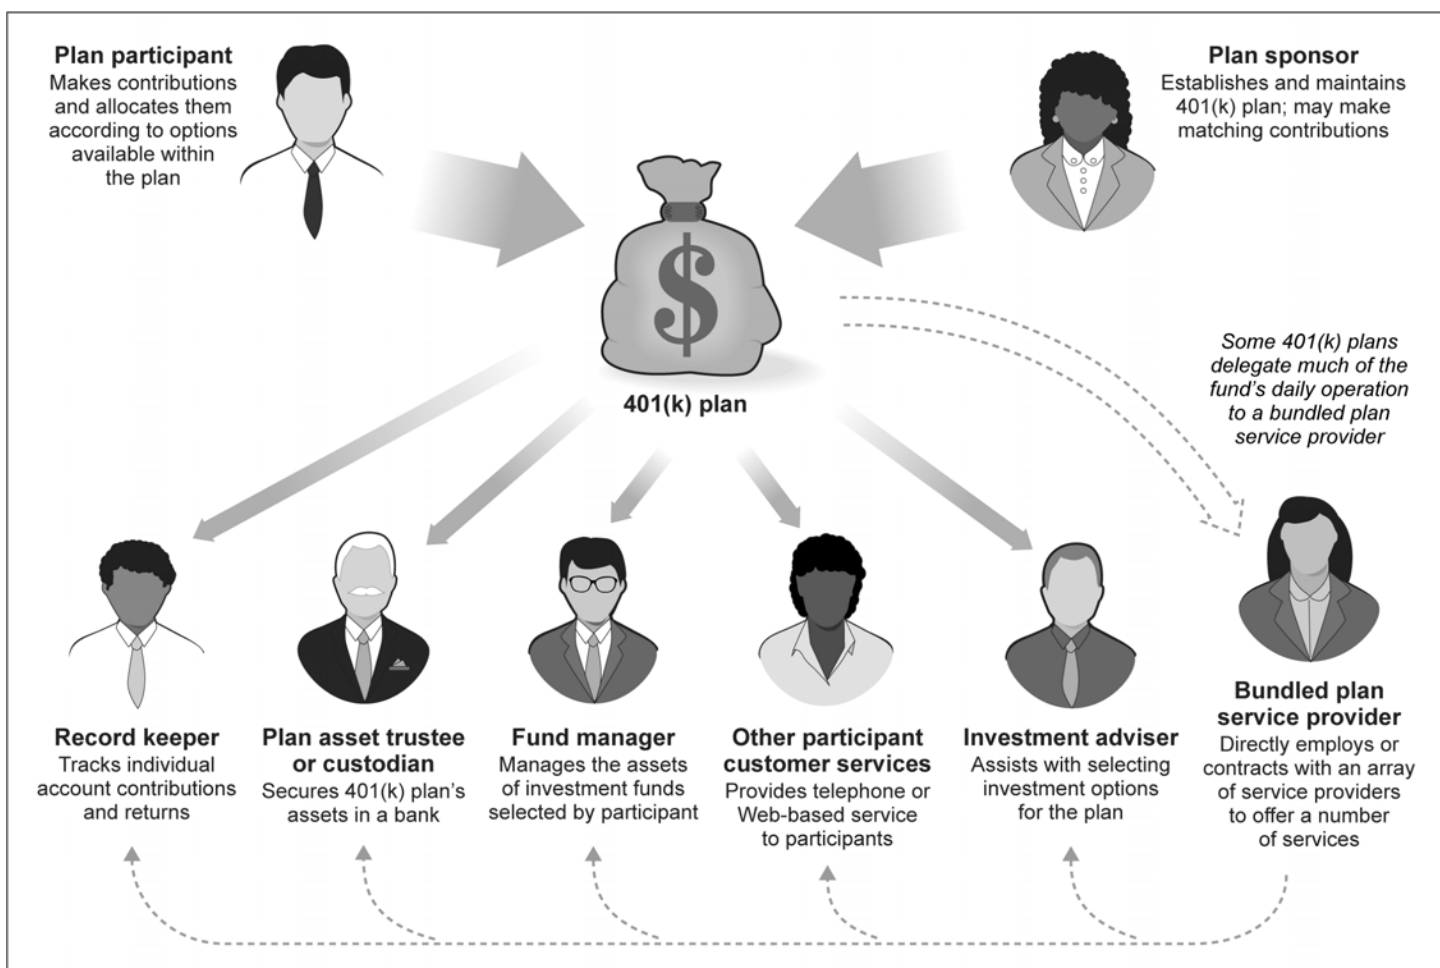 Plan participant
Makes contributions
and allocates them
according to options
available within
the plan
Plan sponsor
Establishes and maintains
401(k) plan; may make
matching contributions
$
401(k) plan
Some 401(k) plans
delegate much of the
fund's daily operation
to a bundled plan
service provider
Record keeper
Tracks individual
account contributions
and returns
Plan asset trustee
or custodian
Secures 401(k) plan's
assets in a bank
Fund manager
Manages the assets
of investment funds
selected by participant
Other participant
customer services
Provides telephone or
Web-based service
to participants
Investment adviser
Assists with selecting
investment options
for the plan
Bundled plan
service provider
Directly employs or
contracts with an array
of service providers
to offer a number
of services